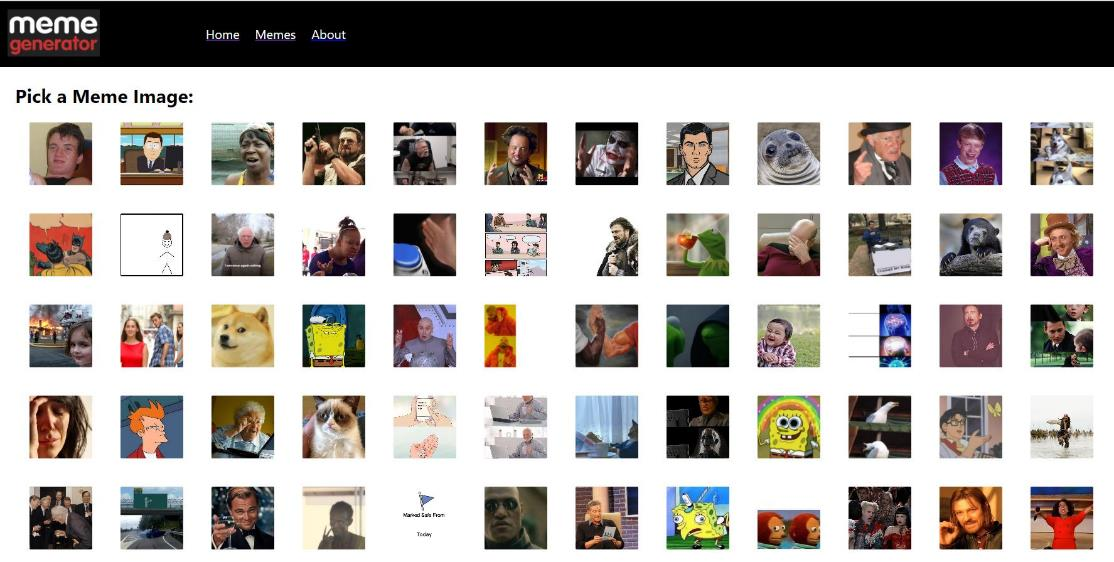 meme
generator
Home Memes About
Pick a Meme Image:
Marked Safe From
Today